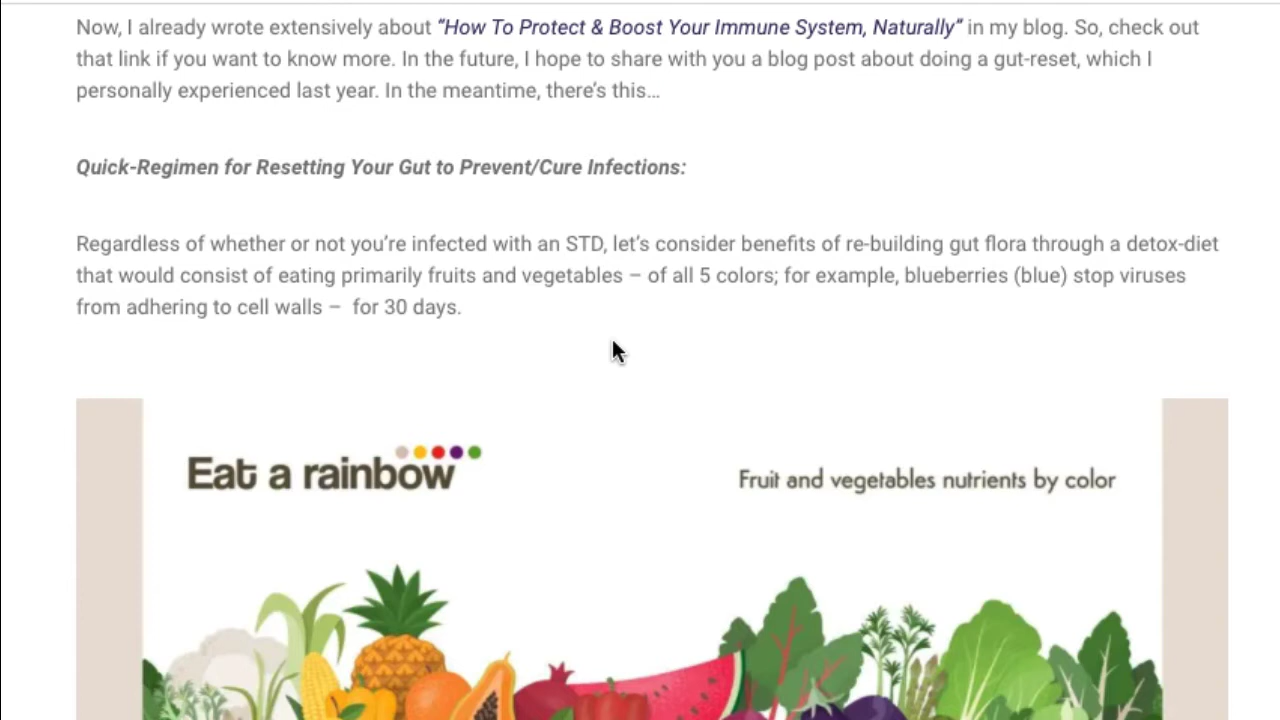 Now, I already wrote extensively about “How To Protect & Boost Your Immune System, Naturally” in my blog. So, check out
that link if you want to know more. In the future, I hope to share with you a blog post about doing a gut-reset, which I
personally experienced last year. In the meantime, there’s this…
Quick-Regimen for Resetting Your Gut to Prevent/Cure Infections:
Regardless of whether or not you’re infected with an STD, let’s consider benefits of re-building gut flora through a detox-diet
that would consist of eating primarily fruits and vegetables – of all 5 colors; for example, blueberries (blue) stop viruses
from adhering to cell walls –  for 30 days.
Eat a rainbow
Fruit and vegetables nutrients by color